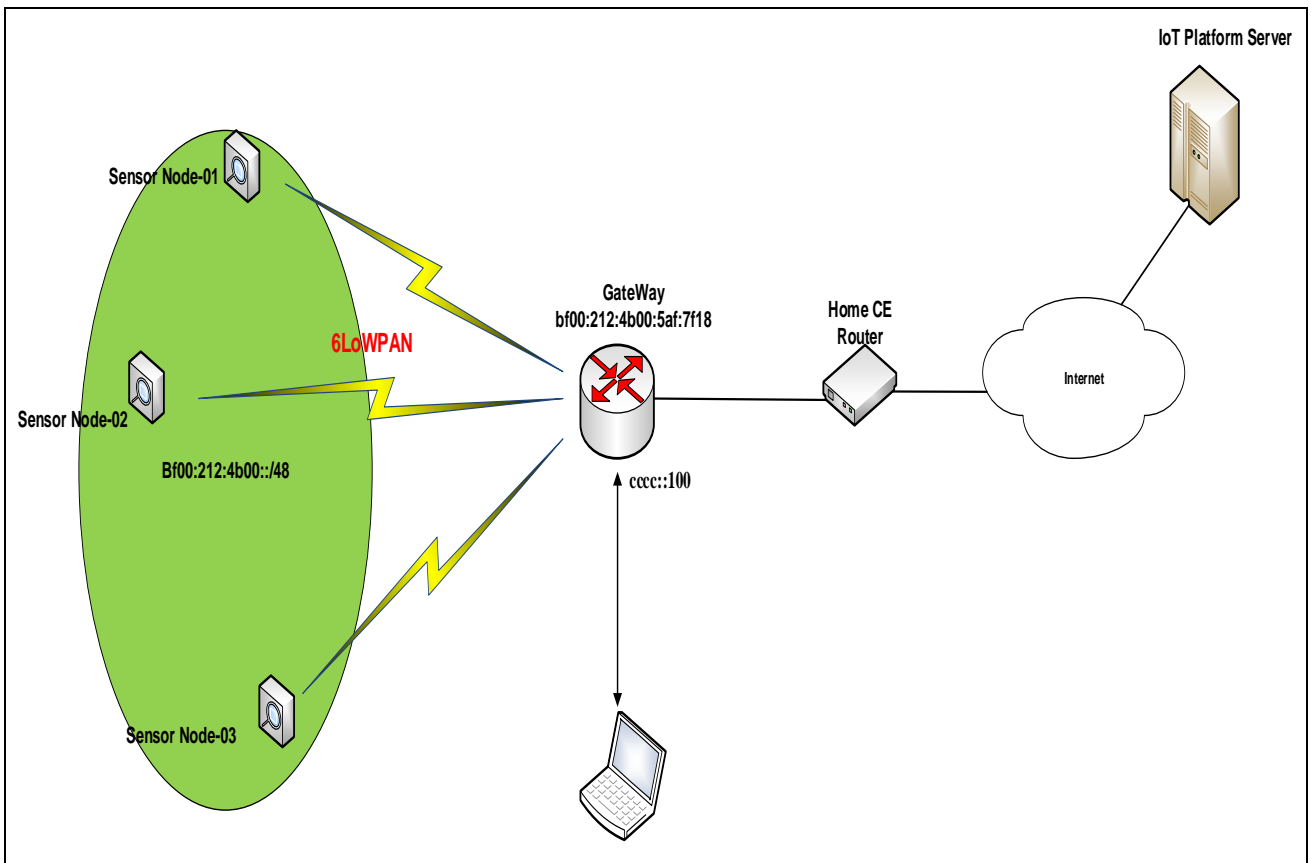 IoT Platform Server
Sensor Node-01
GateWay
bf00:212:4b00:5af:7f18
Home CE
Router
6LoWPAN
Internet
Sensor Node-02
Bf00:212:4b00::/48
cccc::100
Sensor Node-03